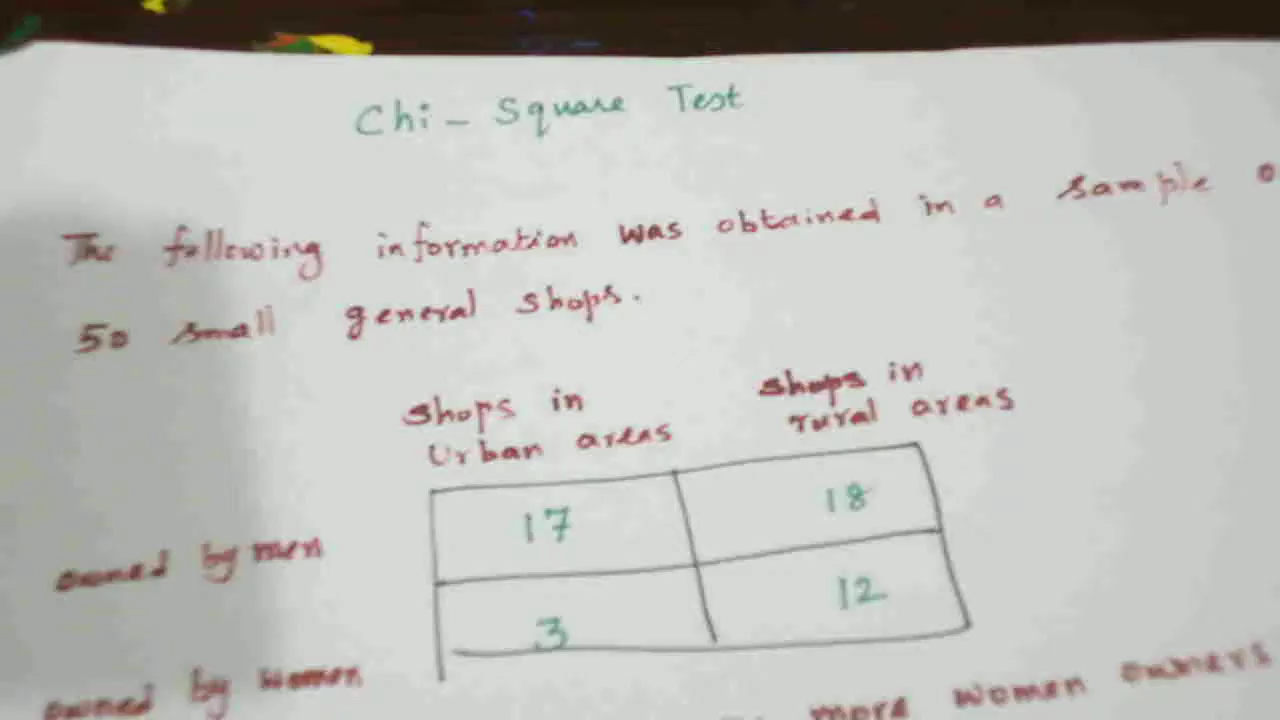 Chi - Square Test
The following information was obtained in a sample
50 small general shops.
Shops in Shops in
Urban areas rural areas
17 18
owned by men
3 12
owned by women
more women owners